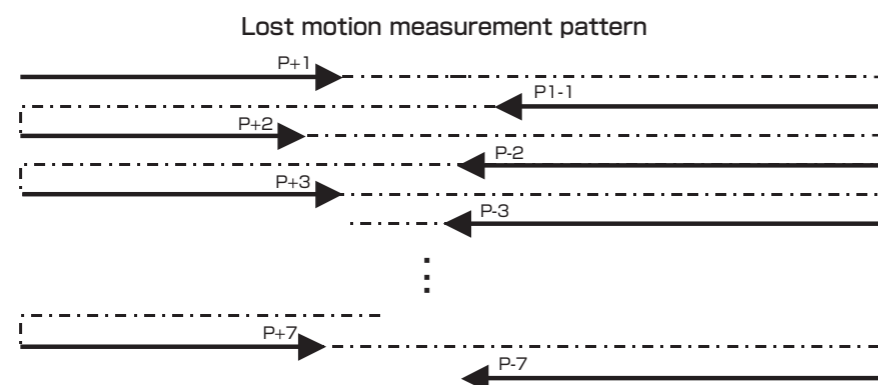 Lost motion measurement pattern
P+1
P1-1
P+2
P-2
P+3
P-3
P+7
P-7